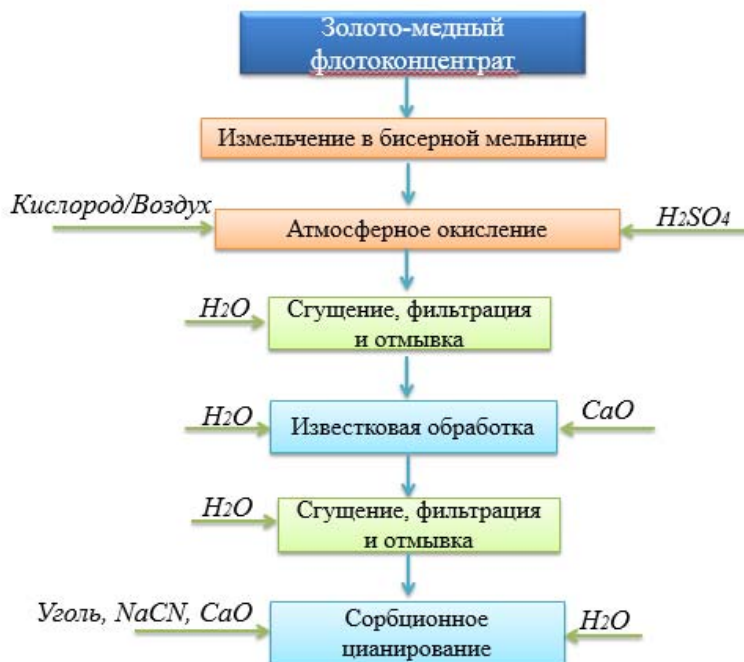 Золото-медный
флотоконцентрат
Измельчение в бисерной мельнице
Кислород/Воздух
Атмосферное окисление
H2SO4
H2O
Сгущение, фильтрация
и отмывка
H2O
Известковая обработка
CaO
H2O
Сгущение, фильтрация
и отмывка
Уголь, NaCN, CaO
Сорбционное
цианирование
H2O